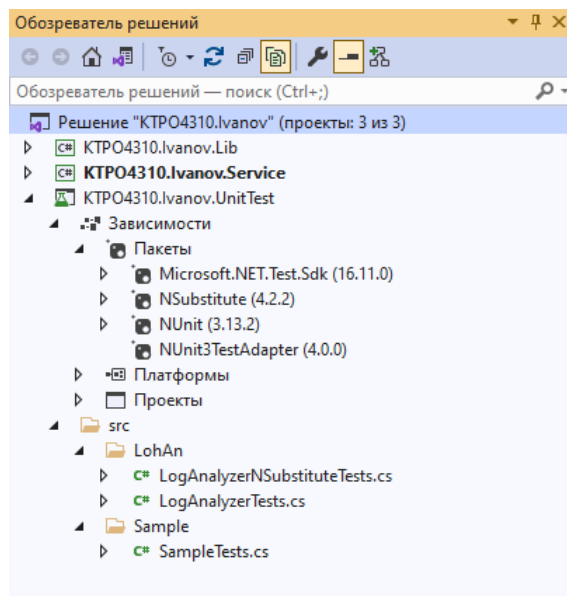 Обозреватель решений
Обозреватель решений — поиск (Ctrl+;)
Решение "KTPO4310.Ivanov" (проекты: 3 из 3)
C# KTPO4310.Ivanov.Lib
C# KTPO4310.Ivanov.Service
KTPO4310.Ivanov.UnitTest
Зависимости
Пакеты
Microsoft.NET.Test.Sdk (16.11.0)
NSubstitute (4.2.2)
NUnit (3.13.2)
NUnit3TestAdapter (4.0.0)
Платформы
Проекты
src
LohAn
C# LogAnalyzerNSubstituteTests.cs
C# LogAnalyzerTests.cs
Sample
C# SampleTests.cs